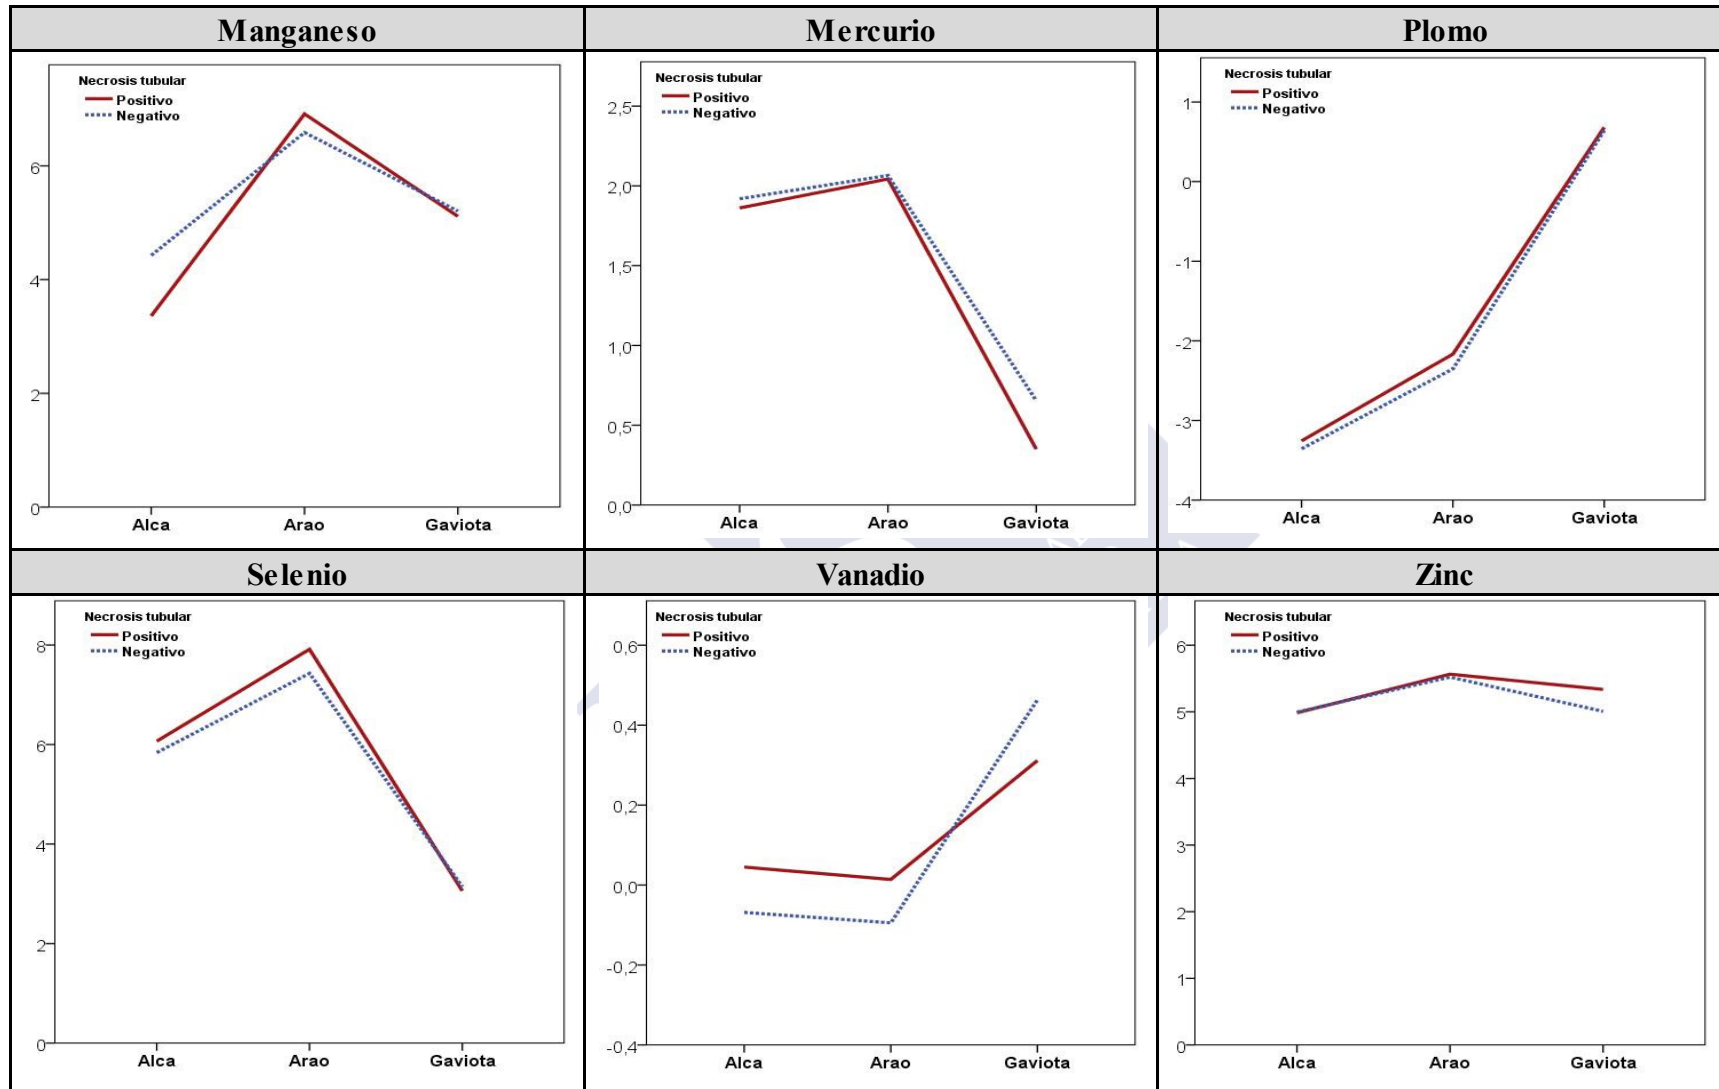 Manganeso
Mercurio
Plomo
Necrosis tubular
Positivo
Negativo
6
4
2
0
Alca Arao Gaviota
Necrosis tubular
Positivo
Negativo
2,5
2,0
1,5
1,0
0,5
0,0
Alca Arao Gaviota
Necrosis tubular
Positivo
Negativo
1
0
-1
-2
-3
-4
Alca Arao Gaviota
Selenio
Vanadio
Zinc
Necrosis tubular
Positivo
Negativo
8
6
4
2
0
Alca Arao Gaviota
Necrosis tubular
Positivo
Negativo
0,6
0,4
0,2
0,0
-0,2
-0,4
Alca Arao Gaviota
Necrosis tubular
Positivo
Negativo
6
5
4
3
2
1
0
Alca Arao Gaviota